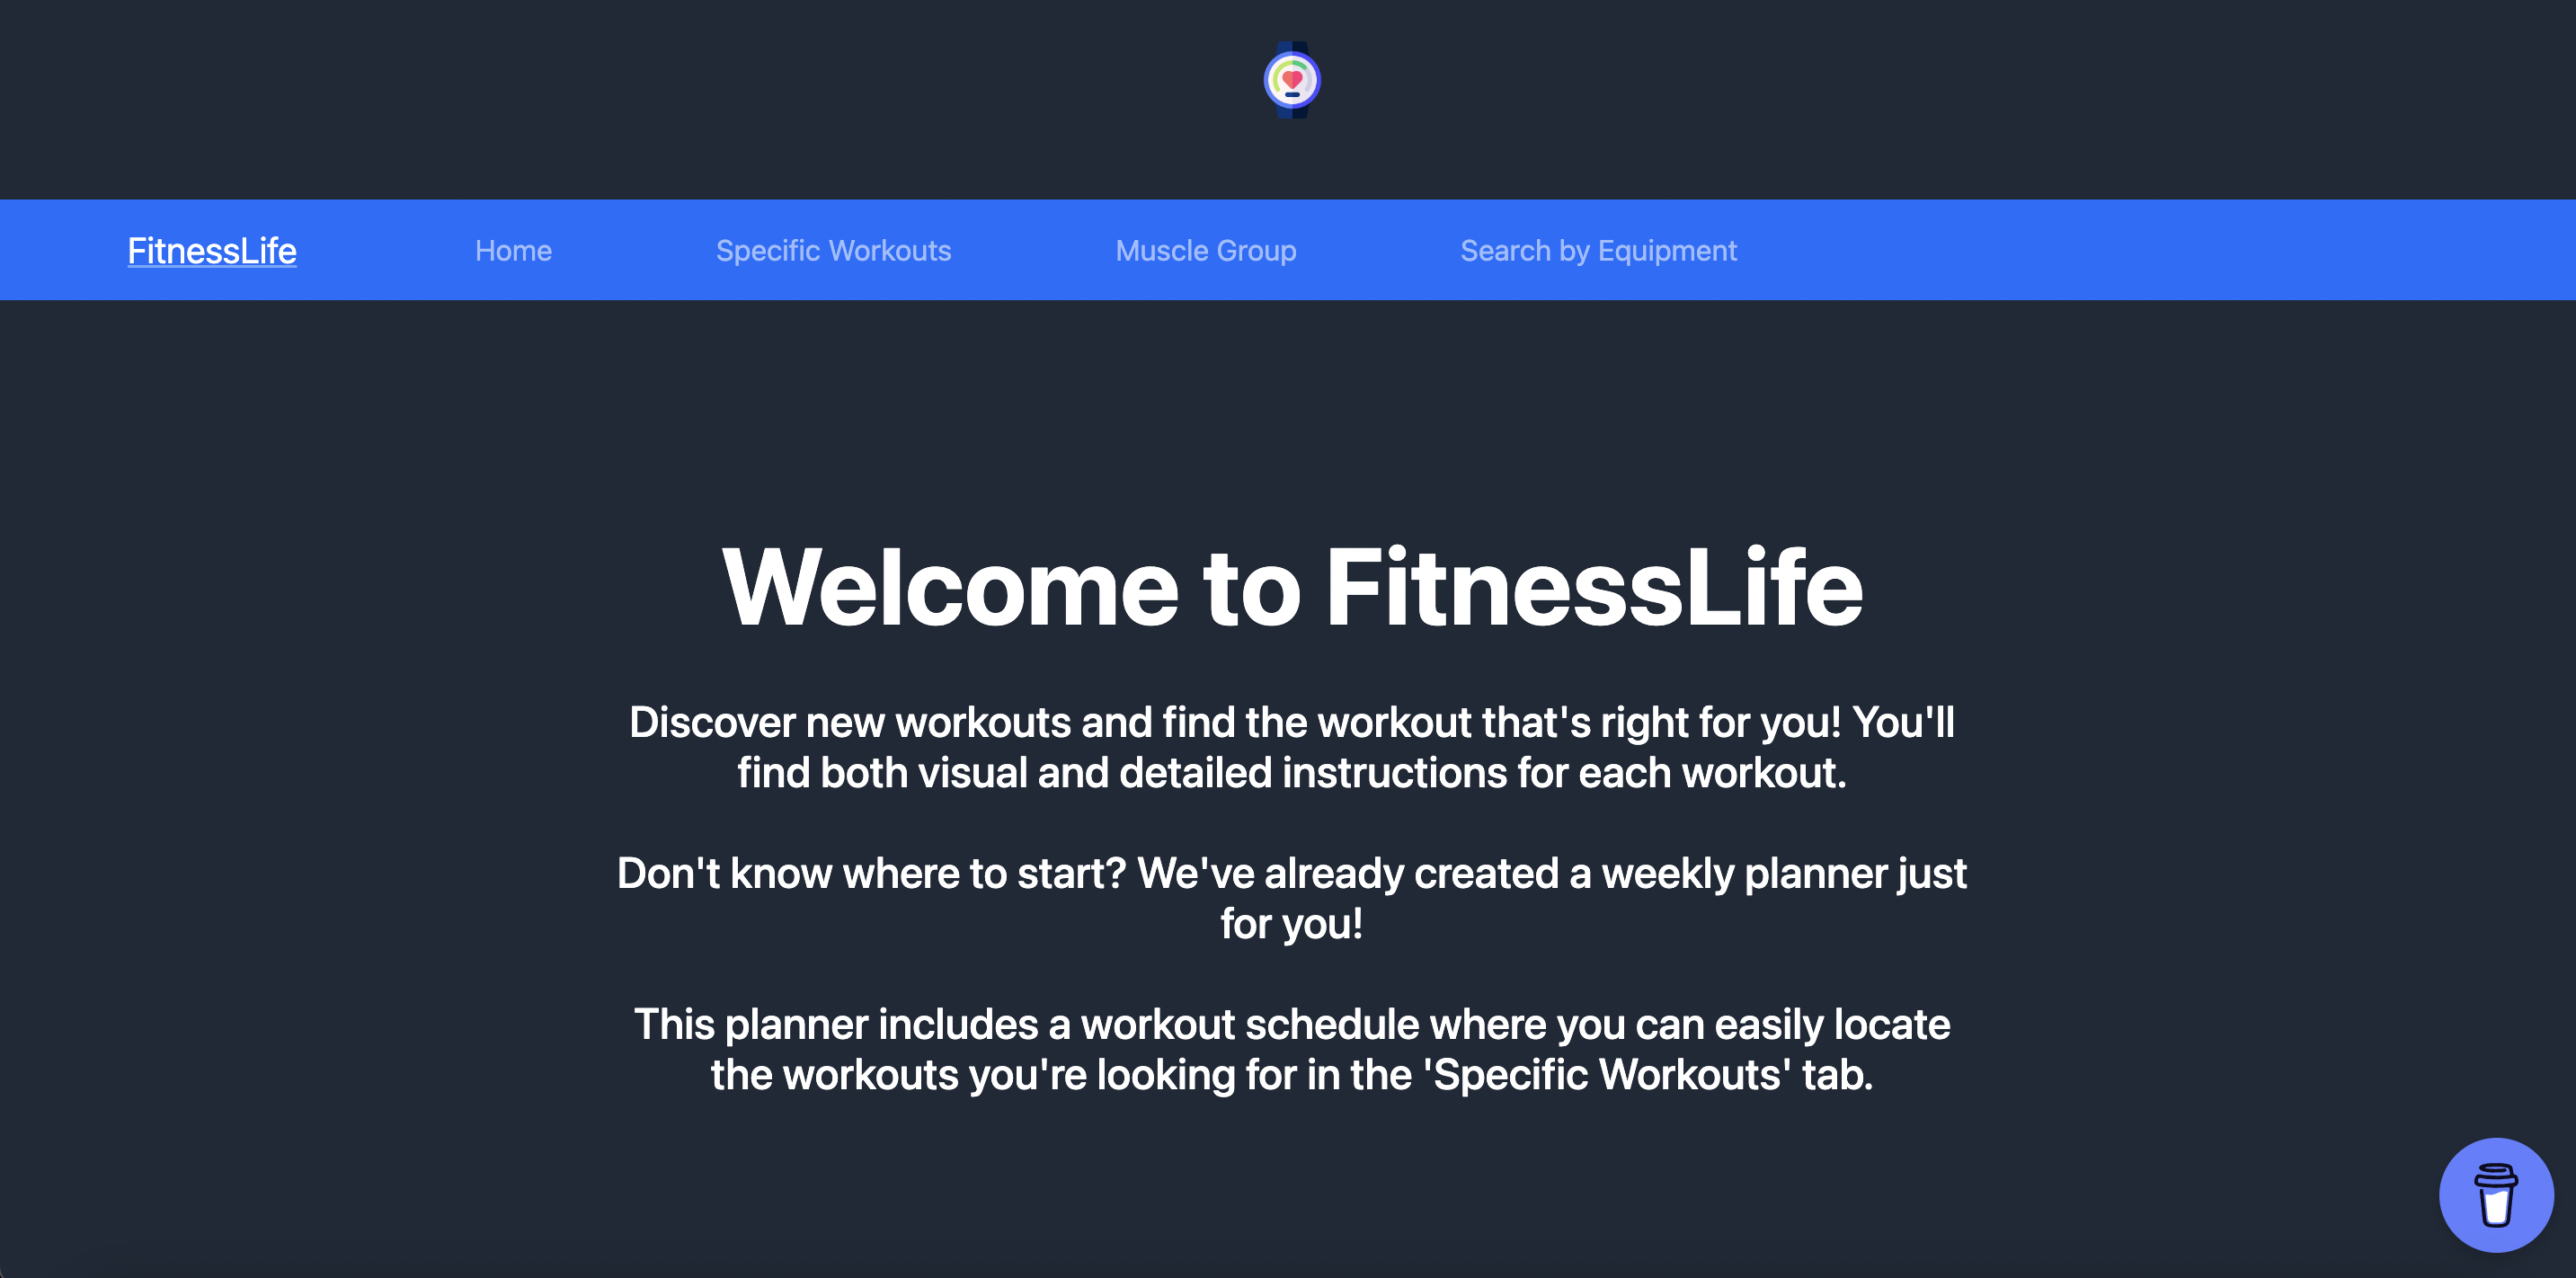 FitnessLife Home Specific Workouts Muscle Group Search by Equipment
Welcome to FitnessLife
Discover new workouts and find the workout that's right for you! You'll
find both visual and detailed instructions for each workout.
Don't know where to start? We've already created a weekly planner just
for you!
This planner includes a workout schedule where you can easily locate
the workouts you're looking for in the 'Specific Workouts' tab.